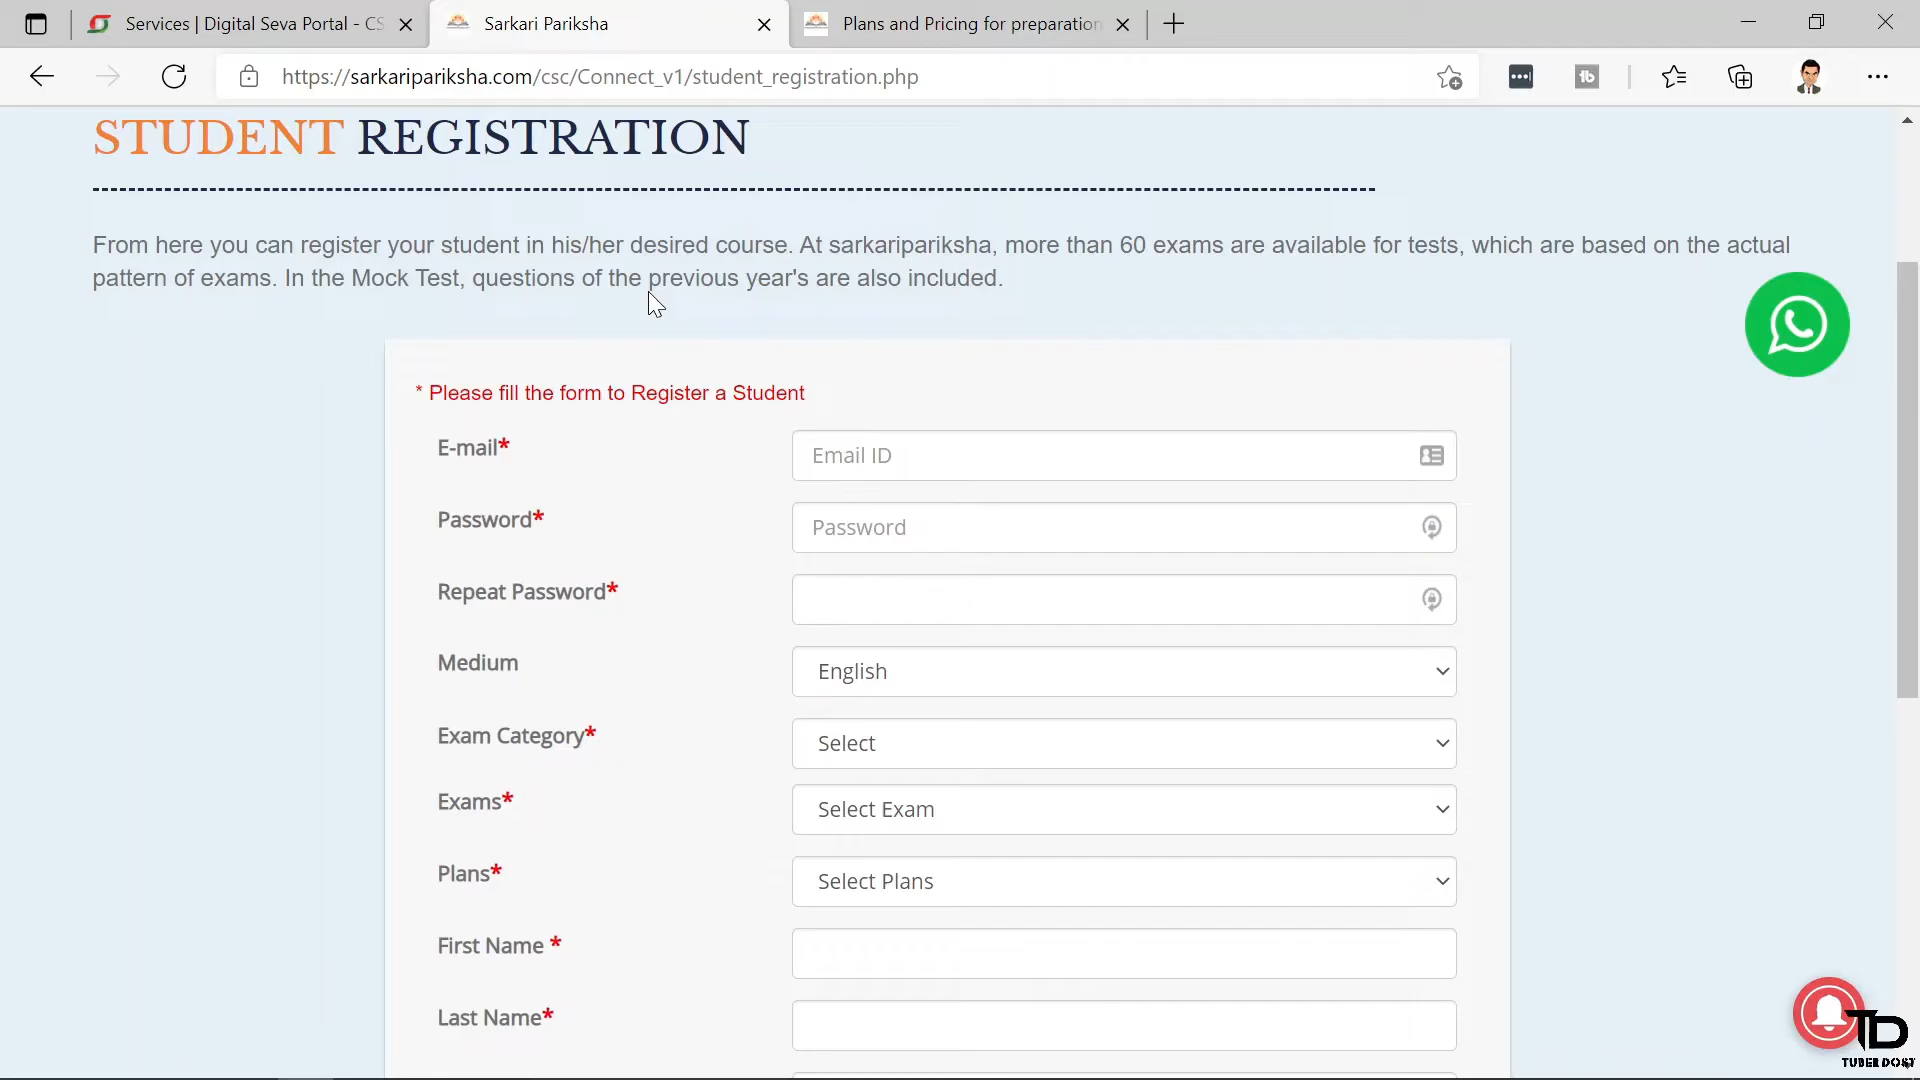 Services | Digital Seva Portal - CS
Sarkari Pariksha
Plans and Pricing for preparation
https://sarkaripariksha.com/csc/Connect_v1/student_registration.php
STUDENT REGISTRATION
From here you can register your student in his/her desired course. At sarkaripariksha, more than 60 exams are available for tests, which are based on the actual
pattern of exams. In the Mock Test, questions of the previous year's are also included.
* Please fill the form to Register a Student
E-mail*
Email ID
Password*
Password
Repeat Password*
Medium
English
Exam Category*
Select
Exams*
Select Exam
Plans*
Select Plans
First Name *
Last Name*
TD
TUBER DOST